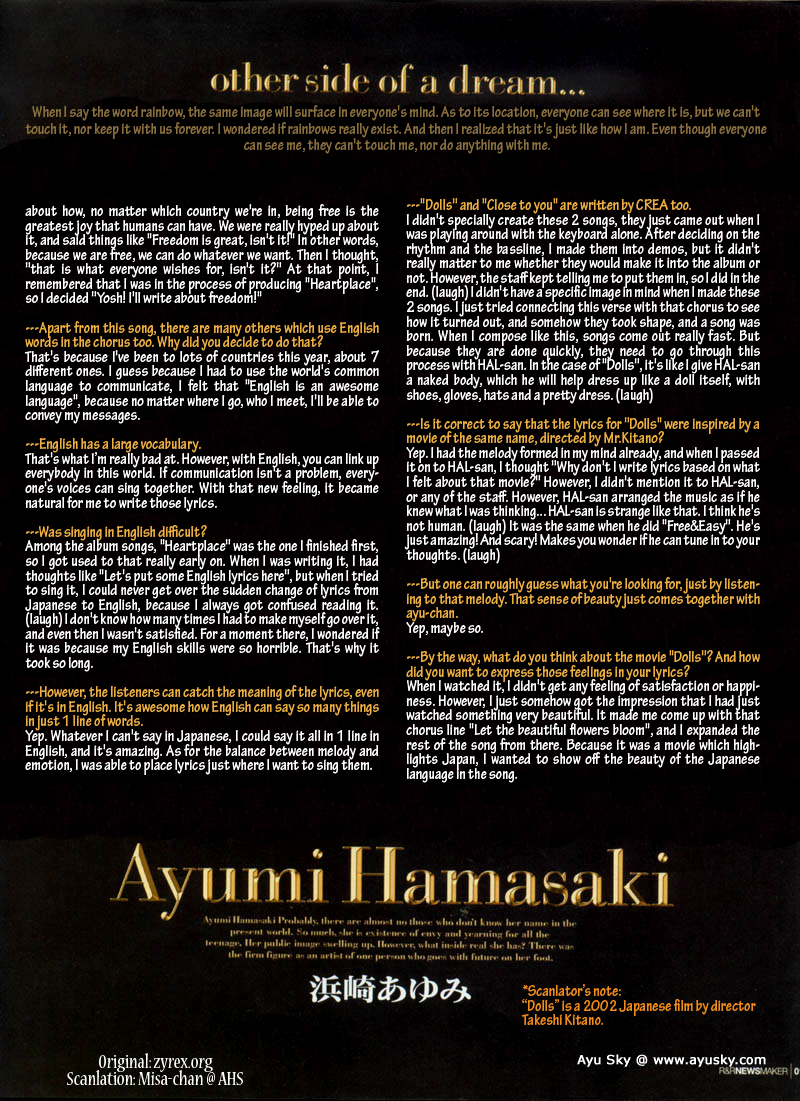 other side of a dream...
When I say the word rainbow, the same image will surface in everyone's mind. As to its location, everyone can see where it is, but we can't
touch it, nor keep it with us forever. I wondered if rainbows really exist. And then I realized that it's just like how I am. Even though everyone
can see me, they can't touch me, nor do anything with me.
about how, no matter which country we're in, being free is the
greatest joy that humans can have. We were really hyped up about
it, and said things like "Freedom is great, isn't it!" In other words,
because we are free, we can do whatever we want. Then I thought,
"that is what everyone wishes for, isn't it?" At that point, I
remembered that I was in the process of producing "Heartplace",
so I decided "Yosh! I'll write about freedom!"
---Apart from this song, there are many others which use English
words in the chorus too. Why did you decide to do that?
That's because I've been to lots of countries this year, about 7
different ones. I guess because I had to use the world's common
language to communicate, I felt that "English is an awesome
language", because no matter where I go, who I meet, I'll be able to
convey my messages.
---English has a large vocabulary.
That's what I'm really bad at. However, with English, you can link up
everybody in this world. If communication isn't a problem, every-
one's voices can sing together. With that new feeling, it became
natural for me to write those lyrics.
---Was singing in English difficult?
Among the album songs, "Heartplace" was the one I finished first,
so I got used to that really early on. When I was writing it, I had
thoughts like "Let's put some English lyrics here", but when I tried
to sing it, I could never get over the sudden change of lyrics from
Japanese to English, because I always got confused reading it.
(laugh) I don't know how many times I had to make myself go over it,
and even then I wasn't satisfied. For a moment there, I wondered if
it was because my English skills were so horrible. That's why it
took so long.
---However, the listeners can catch the meaning of the lyrics, even
if it's in English. It's awesome how English can say so many things
in just 1 line of words.
Yep. Whatever I can't say in Japanese, I could say it all in 1 line in
English, and it's amazing. As for the balance between melody and
emotion, I was able to place lyrics just where I want to sing them.
---"Dolls" and "Close to you" are written by CREA too.
I didn't specially create these 2 songs, they just came out when I
was playing around with the keyboard alone. After deciding on the
rhythm and the bassline, I made them into demos, but it didn't
really matter to me whether they would make it into the album or
not. However, the staff kept telling me to put them in, so I did in the
end. (laugh) I didn't have a specific image in mind when I made these
2 songs. I just tried connecting this verse with that chorus to see
how it turned out, and somehow they took shape, and a song was
born. When I compose like this, songs come out really fast. But
because they are done quickly, they need to go through this
process with HAL-san. In the case of "Dolls", it's like I give HAL-san
a naked body, which he will help dress up like a doll itself, with
shoes, gloves, hats and a pretty dress. (laugh)
---Is it correct to say that the lyrics for "Dolls" were inspired by a
movie of the same name, directed by Mr.Kitano?
Yep. I had the melody formed in my mind already, and when I passed
it on to HAL-san, I thought "Why don't I write lyrics based on what
I felt about that movie?" However, I didn't mention it to HAL-san,
or any of the staff. However, HAL-san arranged the music as if he
knew what I was thinking... HAL-san is strange like that. I think he's
not human. (laugh) It was the same when he did "Free&Easy". He's
just amazing! And scary! Makes you wonder if he can tune in to your
thoughts. (laugh)
---But one can roughly guess what you're looking for, just by listen-
ing to that melody. That sense of beauty just comes together with
ayu-chan.
Yep, maybe so.
---By the way, what do you think about the movie "Dolls"? And how
did you want to express those feelings in your lyrics?
When I watched it, I didn't get any feeling of satisfaction or happi-
ness. However, I just somehow got the impression that I had just
watched something very beautiful. It made me come up with that
chorus line "Let the beautiful flowers bloom", and I expanded the
rest of the song from there. Because it was a movie which high-
lights Japan, I wanted to show off the beauty of the Japanese
language in the song.
Ayumi Hamasaki
Ayumi Hamasaki Probably, there are almost no those who don't know her name in the
present world. So much, she is existence of envy and yearning for all the
teenage. Her public image swelling up. However, what inside real she has? There was
the firm figure as an artist of one person who goes with future on her foot.
浜崎あゆみ
*Scanlator's note:
"Dolls" is a 2002 Japanese film by director
Takeshi Kitano.
Original: zyrex.org
Scanlation: Misa-chan @ AHS
Ayu Sky @ www.ayusky.com
R&R NEWSMAKER